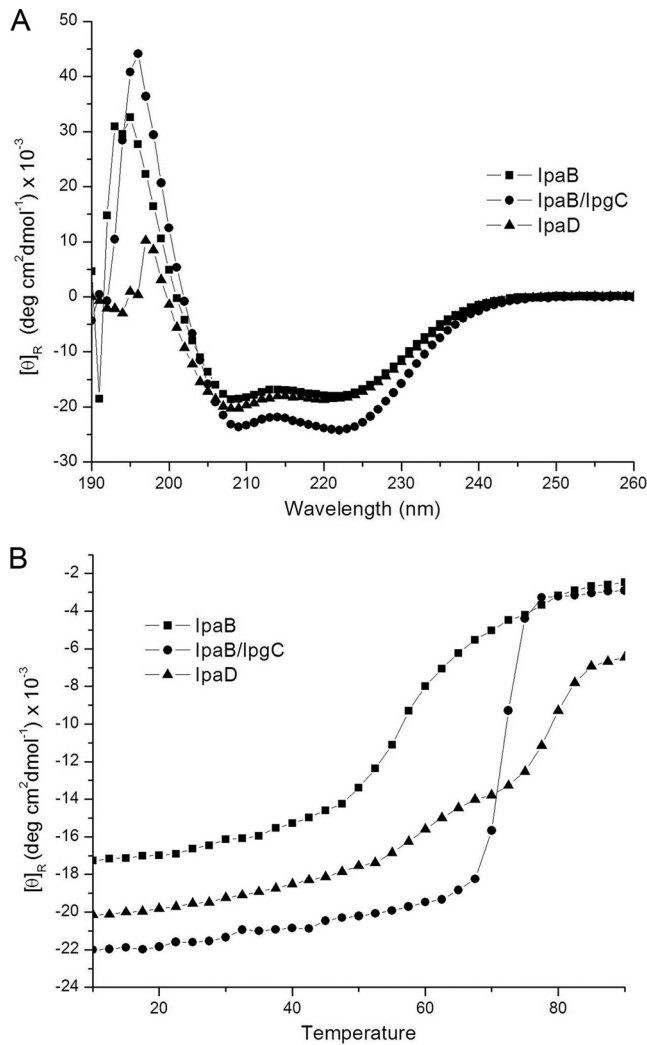 A
50
40
30
20
10
0
-10
-20
-30
[θ]R (deg cm2dmol-1) x 10-3
IpaB
IpaB/IpgC
IpaD
190 200 210 220 230 240 250 260
Wavelength (nm)
B
-2
-4
-6
-8
-10
-12
-14
-16
-18
-20
-22
-24
[θ]R (deg cm2dmol-1) x 10-3
IpaB
IpaB/IpgC
IpaD
20 40 60 80
Temperature